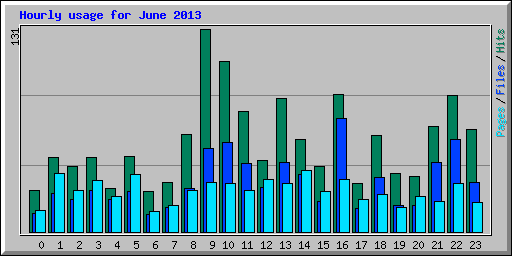 Hourly usage for June 2013
131
Pages/Files/Hits
0 1 2 3 4 5 6 7 8 9 10 11 12 13 14 15 16 17 18 19 20 21 22 23